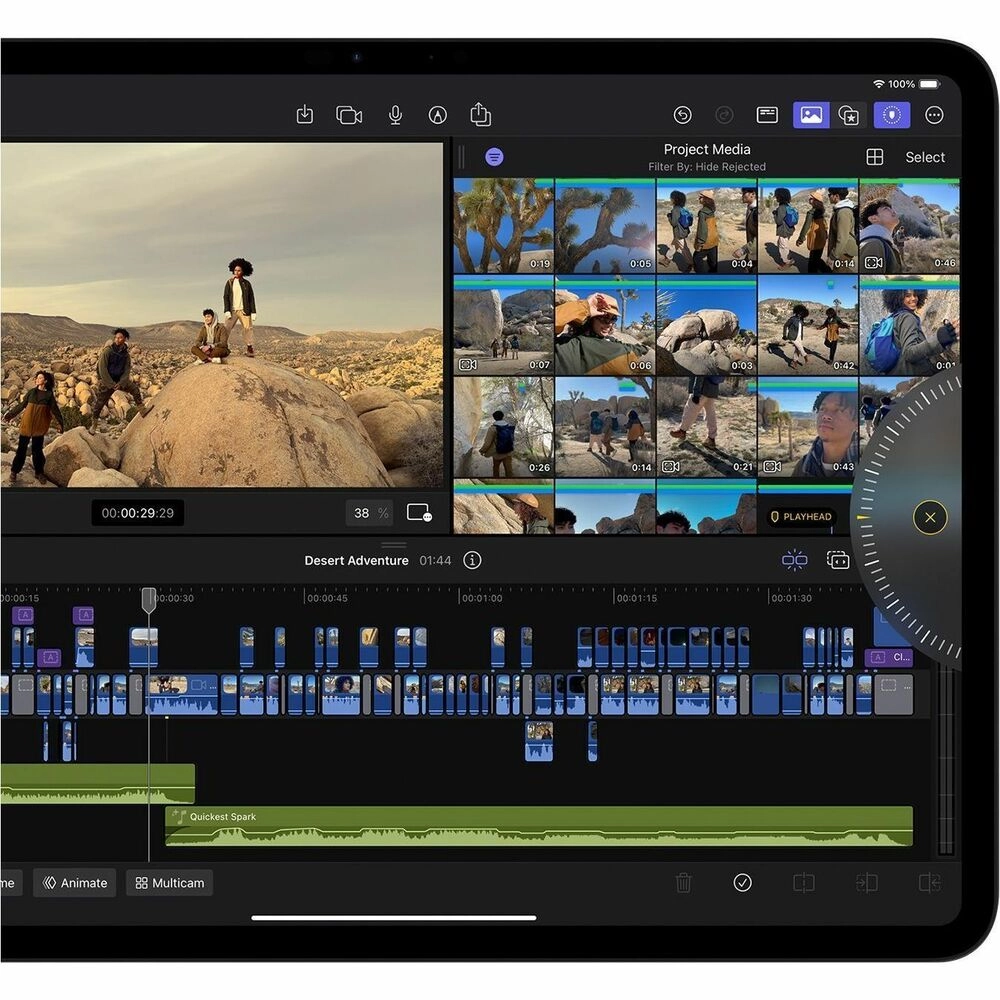 100%
Project Media
Filter By: Hide Rejected
Select
0:19
0:05
0:04
0:14
0:46
0:07
0:06
0:03
0:42
0:26
0:14
0:21
0:43
PLAYHEAD
00:00:29:29
38 %
Desert Adventure 01:44
00:00:15
00:00:30
00:00:45
00:01:00
00:01:15
00:01:30
A
A
A
A Cl...
Quickest Spark
me
Animate
Multicam